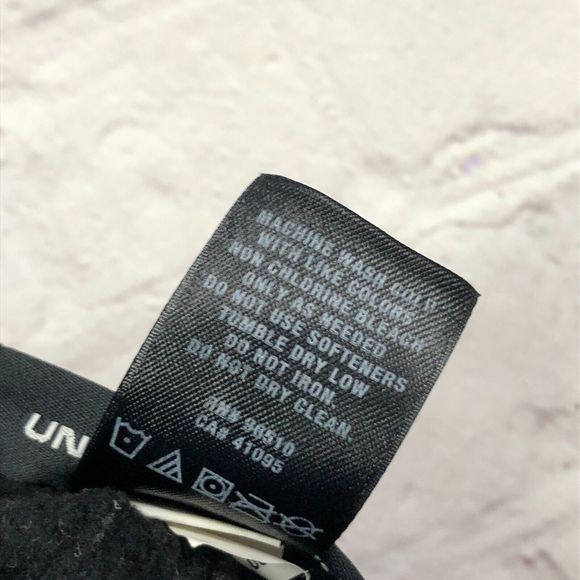 MACHINE WASH COLD
WITH LIKE COLORS.
NON CHLORINE BLEACH
ONLY AS NEEDED
DO NOT USE SOFTENERS
TUMBLE DRY LOW
DO NOT IRON.
DO NOT DRY CLEAN.
RN# 96510
CA# 41095
UN